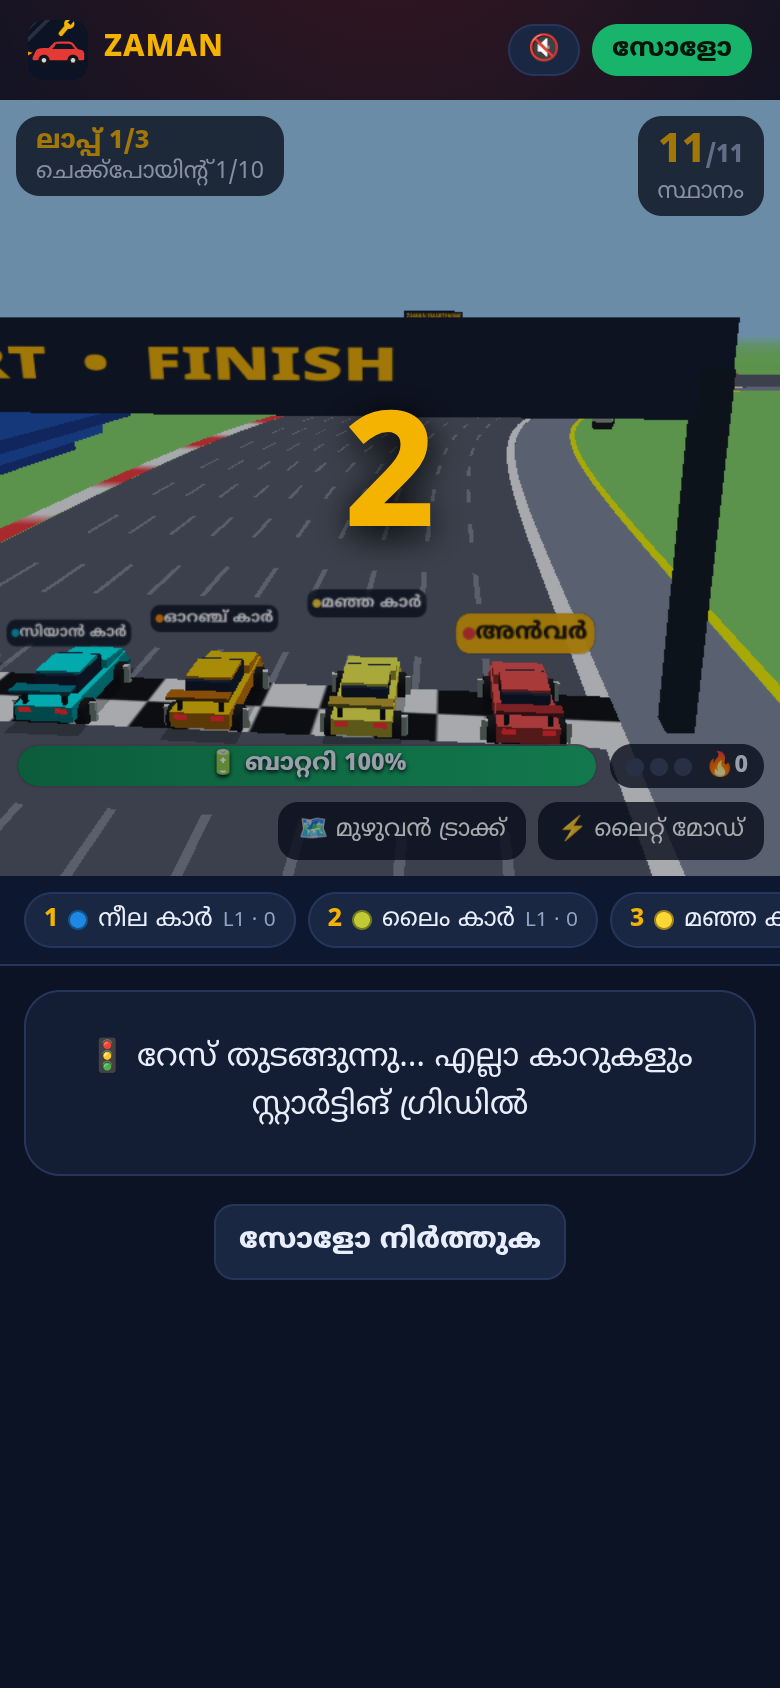 ZAMAN
സോളോ
ലാപ്പ് 1/3
ചെക്ക്പോയിന്റ് 1/10
11/11
സ്ഥാനം
RT • FINISH
2
സിയാൻ കാർ
ഓറഞ്ച് കാർ
മഞ്ഞ കാർ
അൻവർ
ബാറ്ററി 100%
0
മുഴുവൻ ട്രാക്ക്
ലൈറ്റ് മോഡ്
1 നീല കാർ L1 · 0
2 ലൈം കാർ L1 · 0
3 മഞ്ഞ ക
റേസ് തുടങ്ങുന്നു... എല്ലാ കാറുകളും
സ്റ്റാർട്ടിങ് ഗ്രിഡിൽ
സോളോ നിർത്തുക